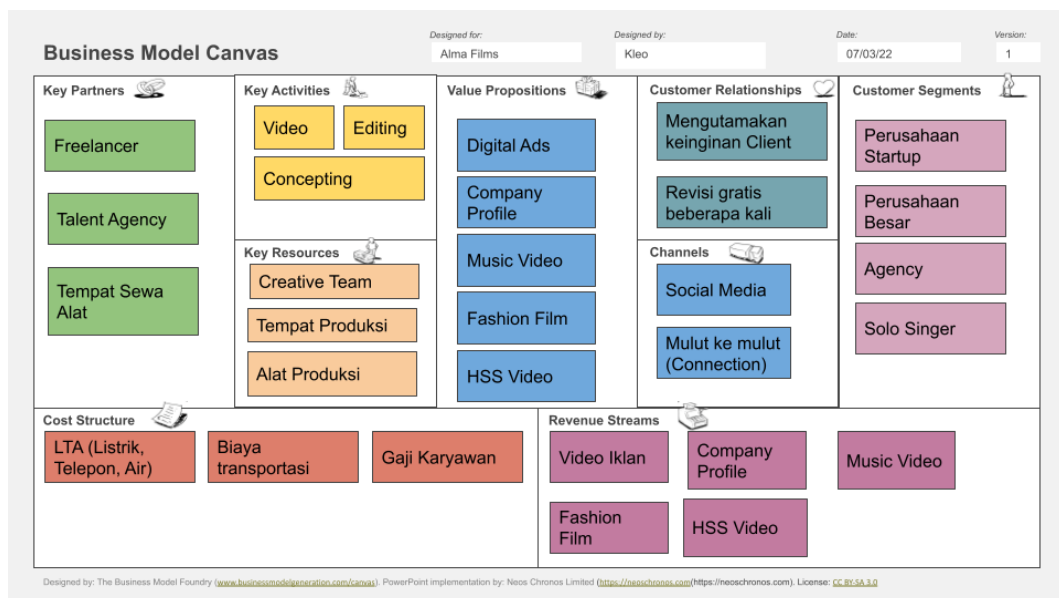 Business Model Canvas
Designed for:
Alma Films
Designed by:
Kleo
Date:
07/03/22
Version:
1
Key Partners
Freelancer
Talent Agency
Tempat Sewa
Alat
Key Activities
Video
Editing
Concepting
Key Resources
Creative Team
Tempat Produksi
Alat Produksi
Value Propositions
Digital Ads
Company
Profile
Music Video
Fashion Film
HSS Video
Customer Relationships
Mengutamakan
keinginan Client
Revisi gratis
beberapa kali
Channels
Social Media
Mulut ke mulut
(Connection)
Customer Segments
Perusahaan
Startup
Perusahaan
Besar
Agency
Solo Singer
Cost Structure
LTA (Listrik,
Telepon, Air)
Biaya
transportasi
Gaji Karyawan
Revenue Streams
Video Iklan
Company
Profile
Music Video
Fashion
Film
HSS Video
Designed by: The Business Model Foundry (www.businessmodelgeneration.com/canvas). PowerPoint implementation by: Neos Chronos Limited (https://neoschronos.com(https://neoschronos.com). License: CC BY-SA 3.0